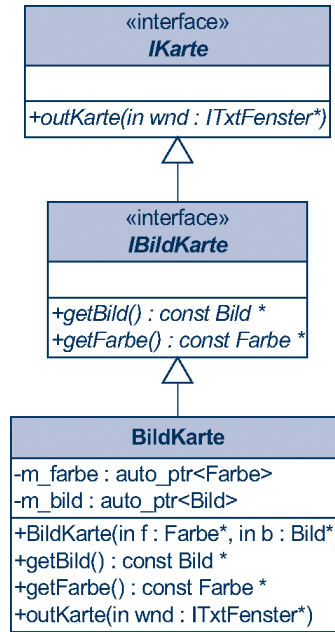 «interface»
IKarte
+outKarte(in wnd : ITxtFenster*)
«interface»
IBildKarte
+getBild() : const Bild *
+getFarbe() : const Farbe *
BildKarte
-m_farbe : auto_ptr<Farbe>
-m_bild : auto_ptr<Bild>
+BildKarte(in f : Farbe*, in b : Bild*
+getBild() : const Bild *
+getFarbe() : const Farbe *
+outKarte(in wnd : ITxtFenster*)